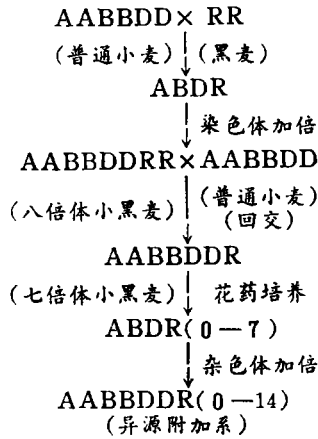 AABBDD× RR
(普通小麦) (黑麦)
ABDR
染色体加倍
AABBDDRR×AABBDD
(八倍体小黑麦) (普通小麦)
(回交)
AABBDDR
(七倍体小黑麦) 花药培养
ABDR(0—7)
杂色体加倍
AABBDDR(0—14)
(异源附加系)